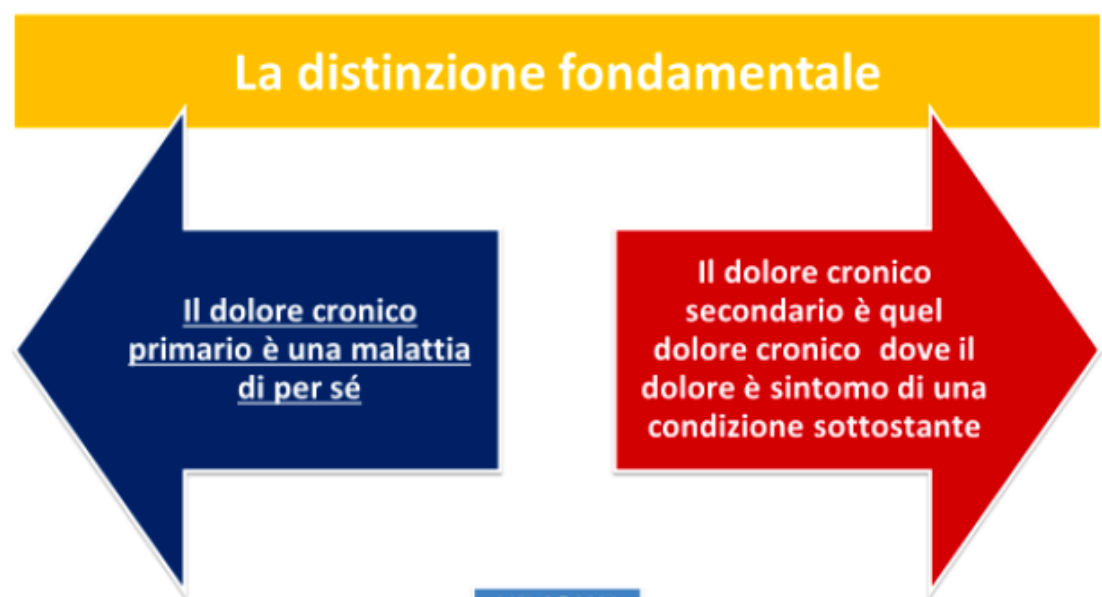 La distinzione fondamentale
Il dolore cronico
primario è una malattia
di per sé
Il dolore cronico
secondario è quel
dolore cronico dove il
dolore è sintomo di una
condizione sottostante